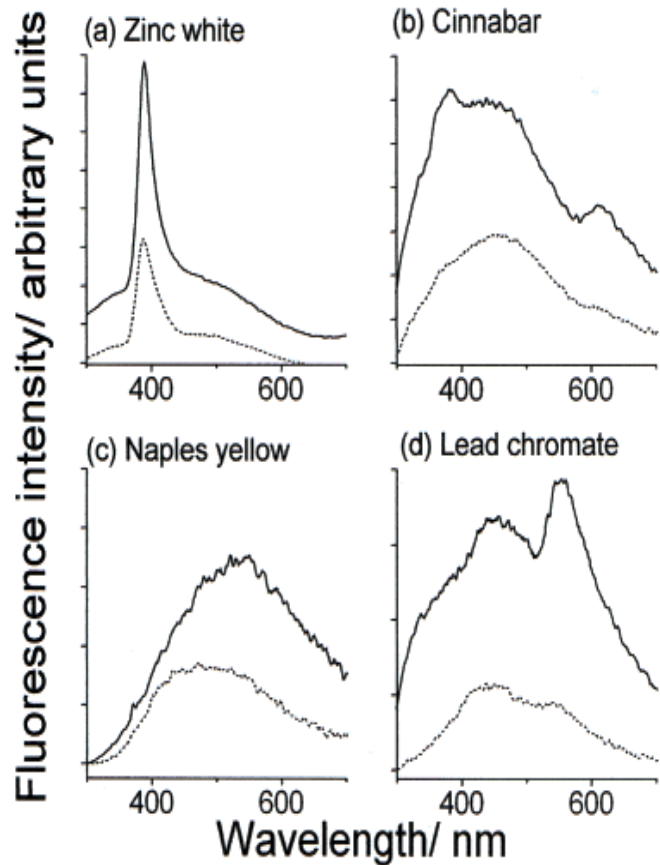 Fluorescence intensity/ arbitrary units
(a) Zinc white
(b) Cinnabar
400 600
400 600
(c) Naples yellow
(d) Lead chromate
400 600
400 600
Wavelength/ nm